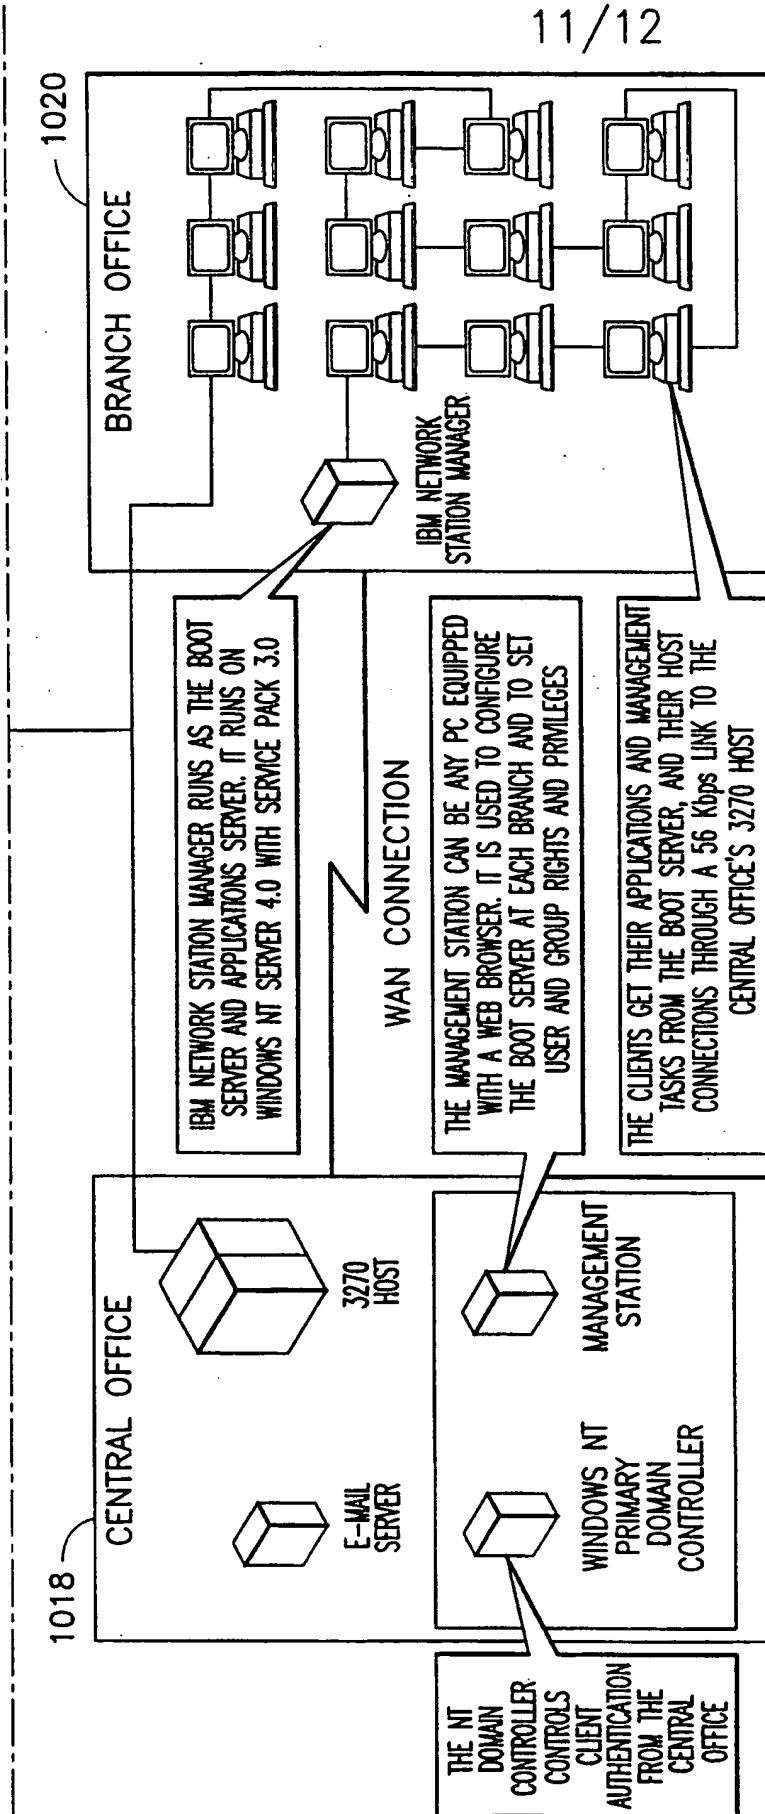 11/12
1018
CENTRAL OFFICE
E-MAIL
SERVER
3270
HOST
WINDOWS NT
PRIMARY
DOMAIN
CONTROLLER
MANAGEMENT
STATION
THE NT
DOMAIN
CONTROLLER
CONTROLS
CLIENT
AUTHENTICATION
FROM THE
CENTRAL
OFFICE
IBM NETWORK STATION MANAGER RUNS AS THE BOOT
SERVER AND APPLICATIONS SERVER. IT RUNS ON
WINDOWS NT SERVER 4.0 WITH SERVICE PACK 3.0
WAN CONNECTION
THE MANAGEMENT STATION CAN BE ANY PC EQUIPPED
WITH A WEB BROWSER. IT IS USED TO CONFIGURE
THE BOOT SERVER AT EACH BRANCH AND TO SET
USER AND GROUP RIGHTS AND PRIVILEGES
THE CLIENTS GET THEIR APPLICATIONS AND MANAGEMENT
TASKS FROM THE BOOT SERVER, AND THEIR HOST
CONNECTIONS THROUGH A 56 Kbps LINK TO THE
CENTRAL OFFICE'S 3270 HOST
1020
BRANCH OFFICE
IBM NETWORK
STATION MANAGER